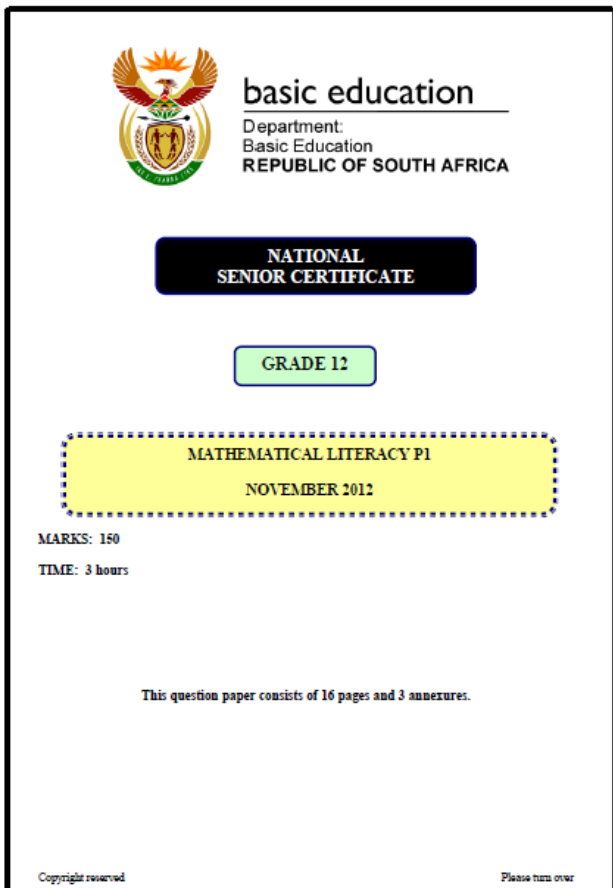 basic education
Department:
Basic Education
REPUBLIC OF SOUTH AFRICA
NATIONAL
SENIOR CERTIFICATE
GRADE 12
MATHEMATICAL LITERACY P1
NOVEMBER 2012
MARKS: 150
TIME: 3 hours
This question paper consists of 16 pages and 3 annexures.
Copyright reserved
Please turn over